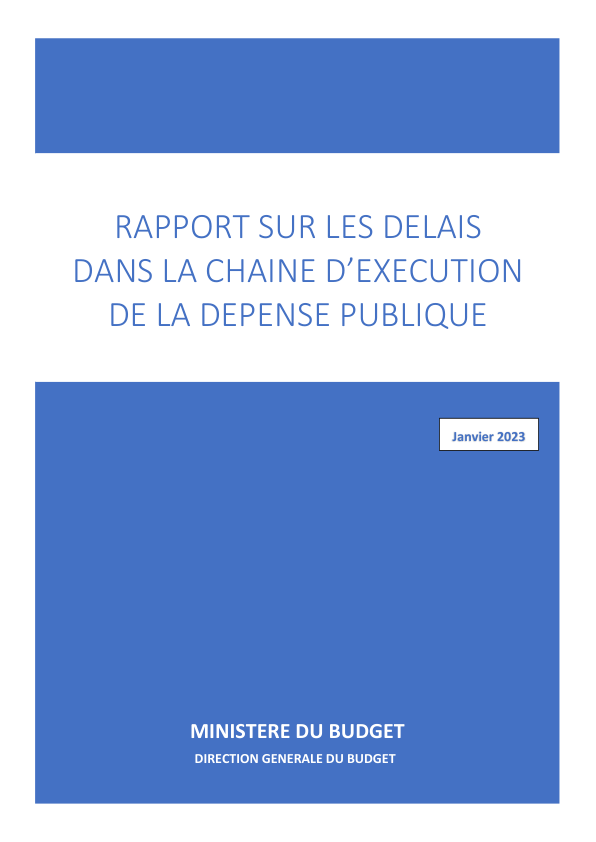 RAPPORT SUR LES DELAIS
DANS LA CHAINE D’EXECUTION
DE LA DEPENSE PUBLIQUE
Janvier 2023
MINISTERE DU BUDGET
DIRECTION GENERALE DU BUDGET